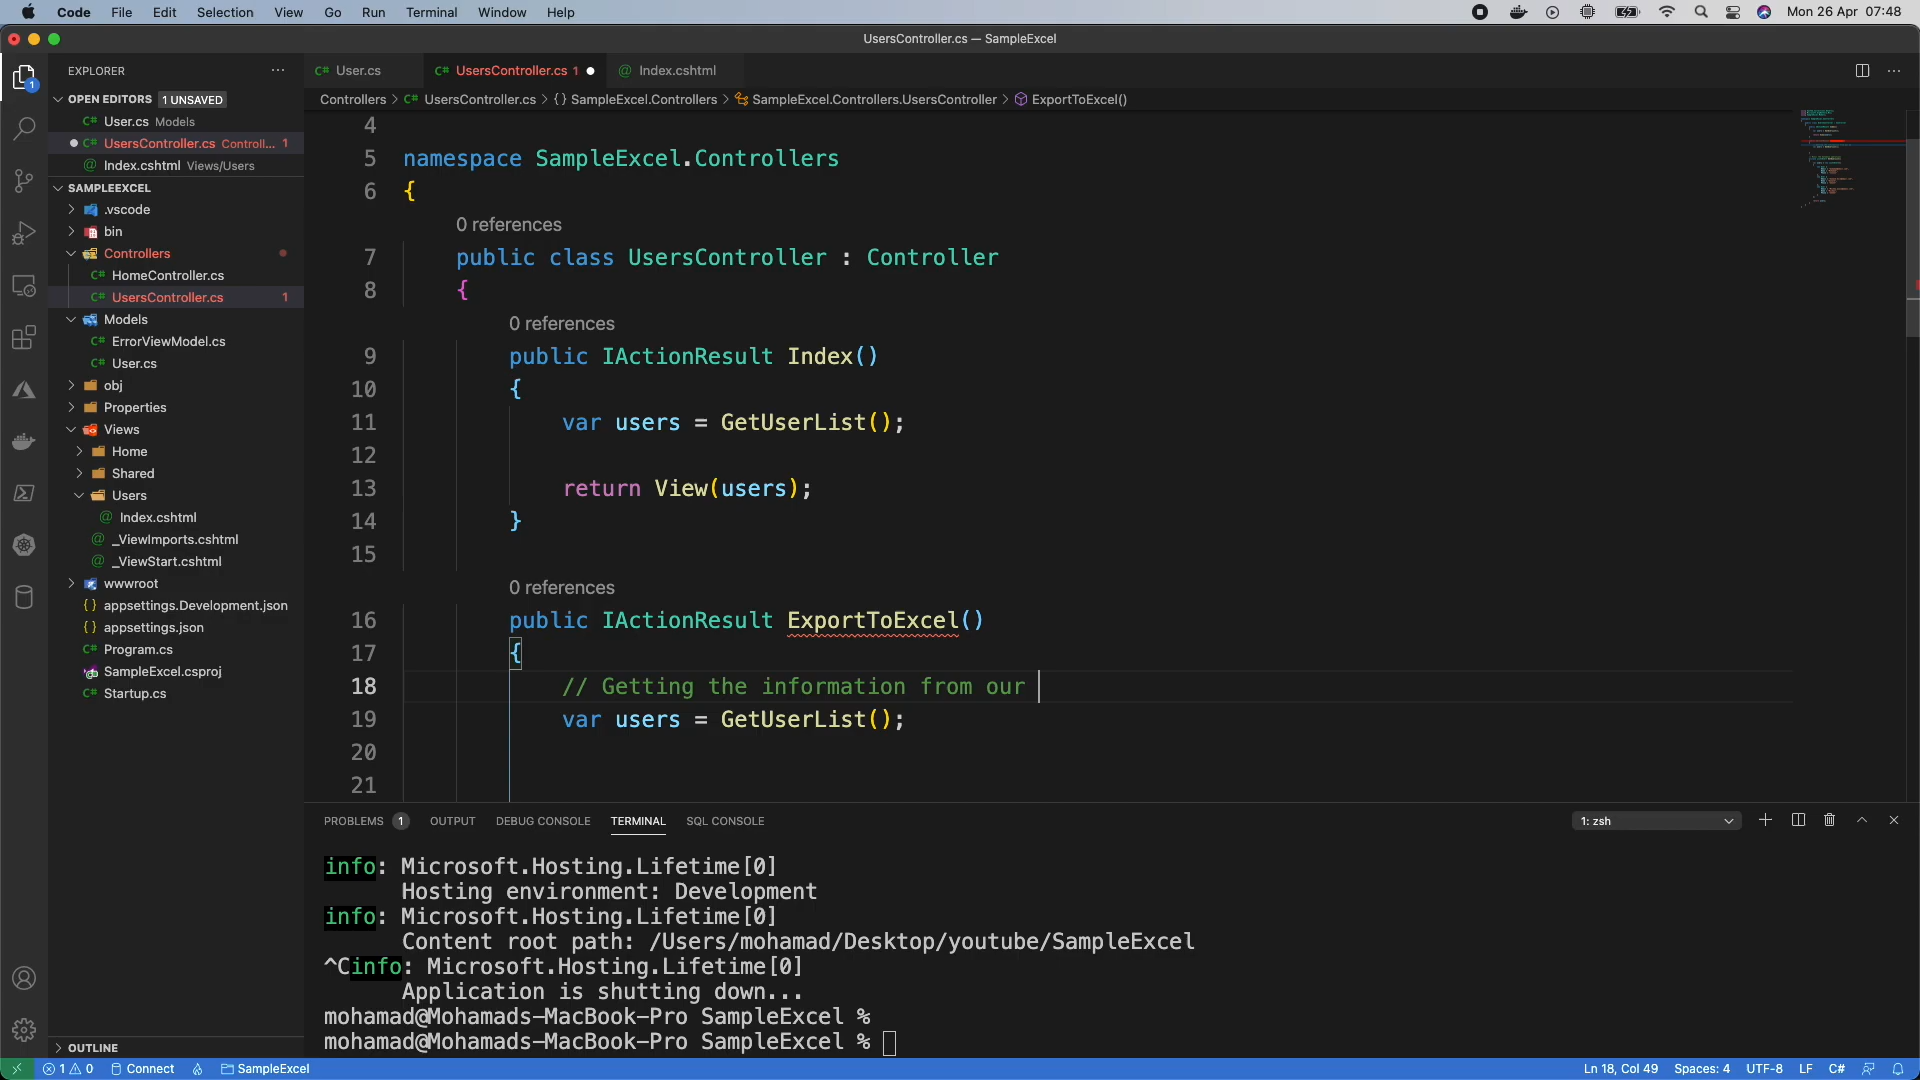 Code File Edit Selection View Go Run Terminal Window Help Mon 26 Apr 07:48
UsersController.cs — SampleExcel
EXPLORER
OPEN EDITORS 1 UNSAVED
C# User.cs Models
C# UsersController.cs Controll... 1
@ Index.cshtml Views/Users
SAMPLEEXCEL
.vscode
bin
Controllers
C# HomeController.cs
C# UsersController.cs 1
Models
C# ErrorViewModel.cs
C# User.cs
obj
Properties
Views
Home
Shared
Users
@ Index.cshtml
@ _ViewImports.cshtml
@ _ViewStart.cshtml
wwwroot
{} appsettings.Development.json
{} appsettings.json
C# Program.cs
SampleExcel.csproj
C# Startup.cs
OUTLINE
C# User.cs
C# UsersController.cs 1
@ Index.cshtml
Controllers > C# UsersController.cs > {} SampleExcel.Controllers > SampleExcel.Controllers.UsersController > ExportToExcel()
4
5 namespace SampleExcel.Controllers
6 {
0 references
7 public class UsersController : Controller
8 {
0 references
9 public IActionResult Index()
10 {
11 var users = GetUserList();
12
13 return View(users);
14 }
15
0 references
16 public IActionResult ExportToExcel()
17 {
18 // Getting the information from our
19 var users = GetUserList();
20
21
PROBLEMS 1 OUTPUT DEBUG CONSOLE TERMINAL SQL CONSOLE 1: zsh
info: Microsoft.Hosting.Lifetime[0]
Hosting environment: Development
info: Microsoft.Hosting.Lifetime[0]
Content root path: /Users/mohamad/Desktop/youtube/SampleExcel
^Cinfo: Microsoft.Hosting.Lifetime[0]
Application is shutting down...
mohamad@Mohamads-MacBook-Pro SampleExcel %
mohamad@Mohamads-MacBook-Pro SampleExcel %
1 0 Connect SampleExcel Ln 18, Col 49 Spaces: 4 UTF-8 LF C#